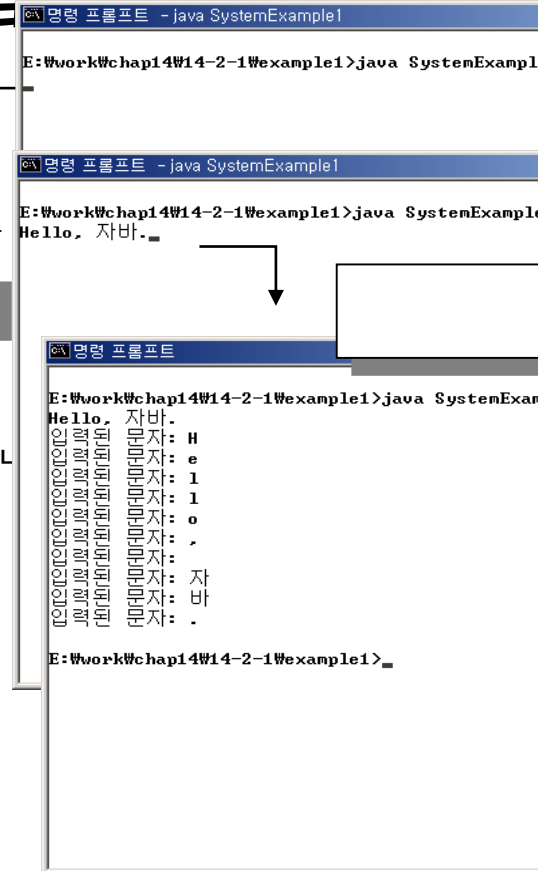 명령 프롬프트 - java SystemExample1
E:₩work₩chap14₩14-2-1₩example1>java SystemExampl
명령 프롬프트 - java SystemExample1
E:₩work₩chap14₩14-2-1₩example1>java SystemExample
Hello, 자바.
명령 프롬프트
E:₩work₩chap14₩14-2-1₩example1>java SystemExam
Hello, 자바.
입력된 문자: H
입력된 문자: e
입력된 문자: l
입력된 문자: l
입력된 문자: o
입력된 문자: ,
입력된 문자:
입력된 문자: 자
입력된 문자: 바
입력된 문자: .
E:₩work₩chap14₩14-2-1₩example1>_
L